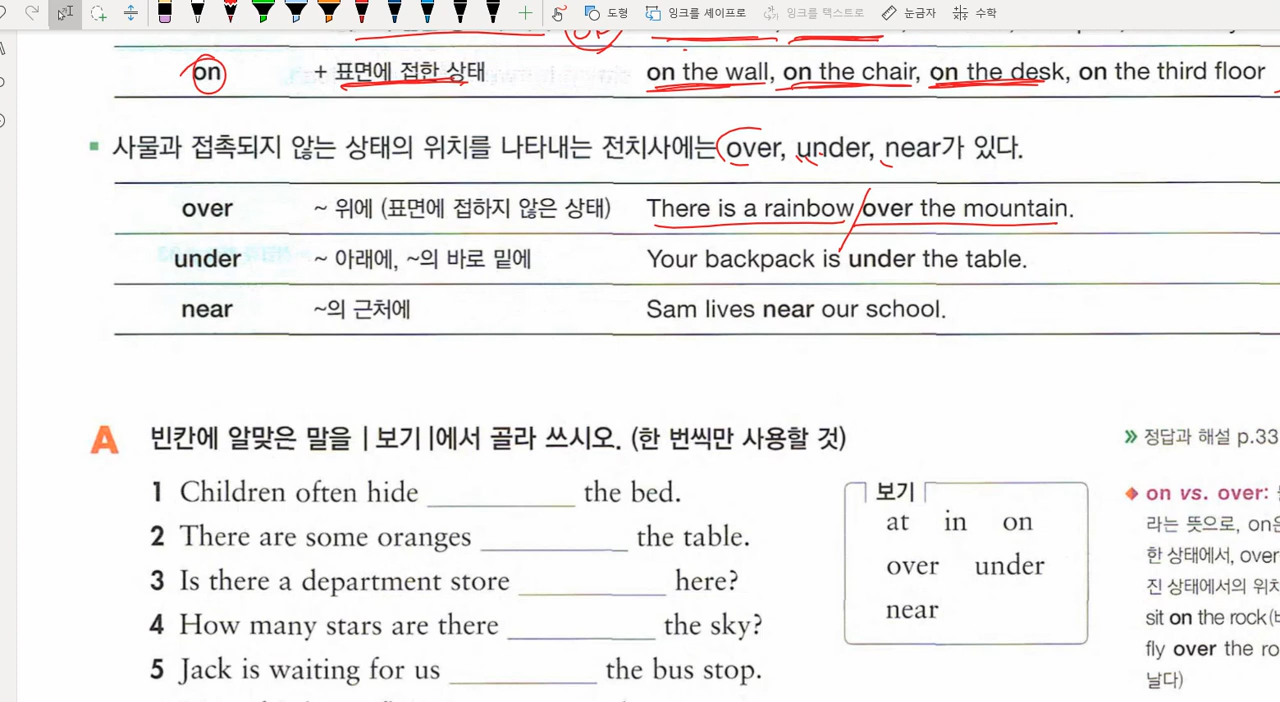 도형 잉크를 셰이프로 잉크를 텍스트로 눈금자 수학
on + 표면에 접한 상태 on the wall, on the chair, on the desk, on the third floor
사물과 접촉되지 않는 상태의 위치를 나타내는 전치사에는 over, under, near가 있다.
over ~ 위에 (표면에 접하지 않은 상태) There is a rainbow over the mountain.
under ~ 아래에, ~의 바로 밑에 Your backpack is under the table.
near ~의 근처에 Sam lives near our school.
A 빈칸에 알맞은 말을 | 보기 |에서 골라 쓰시오. (한 번씩만 사용할 것)
1 Children often hide __________ the bed.
2 There are some oranges __________ the table.
3 Is there a department store __________ here?
4 How many stars are there __________ the sky?
5 Jack is waiting for us __________ the bus stop.
보기
at in on
over under
near
» 정답과 해설 p.33
on vs. over:
라는 뜻으로, on은
한 상태에서, over
진 상태에서의 위치
sit on the rock
fly over the ro
날다)